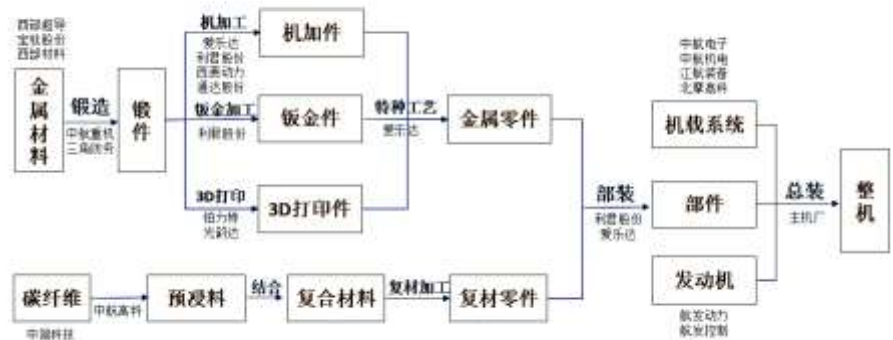 西部超导
宝钛股份
西部材料
金属材料
锻造
中航重机
三角防务
锻件
机加工
爱乐达
利君股份
西菱动力
通达股份
机加件
钣金加工
利君股份
钣金件
3D打印
铂力特
光韵达
3D打印件
特种工艺
爱乐达
金属零件
碳纤维
中简科技
中航高科
预浸料
结合
复合材料
复材加工
复材零件
部装
利君股份
爱乐达
中航电子
中航机电
江航装备
北摩高科
机载系统
部件
发动机
航发动力
航发控制
总装
主机厂
整机